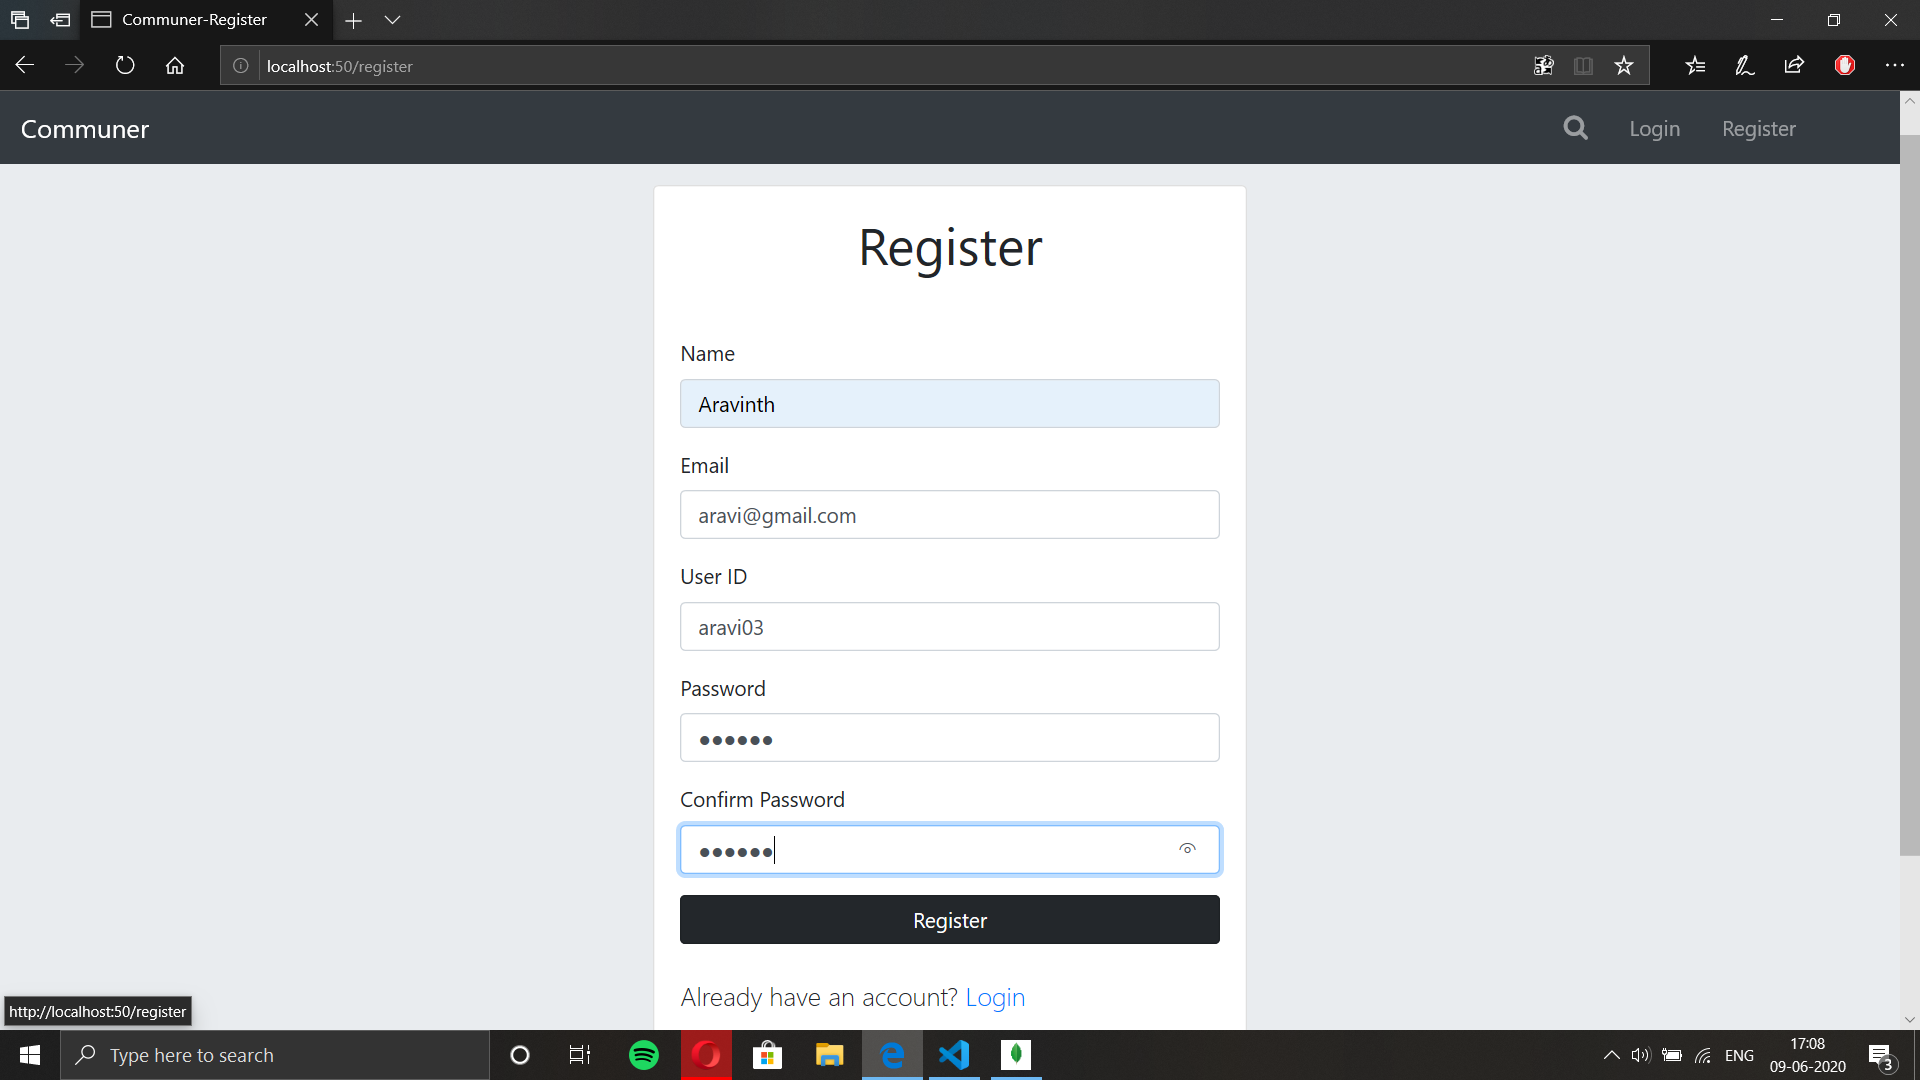 Communer-Register
localhost:50/register
Communer
Login
Register
Register
Name
Aravinth
Email
aravi@gmail.com
User ID
aravi03
Password
●●●●●●
Confirm Password
●●●●●●
Register
Already have an account? Login
http://localhost:50/register
Type here to search
ENG
17:08
09-06-2020
3